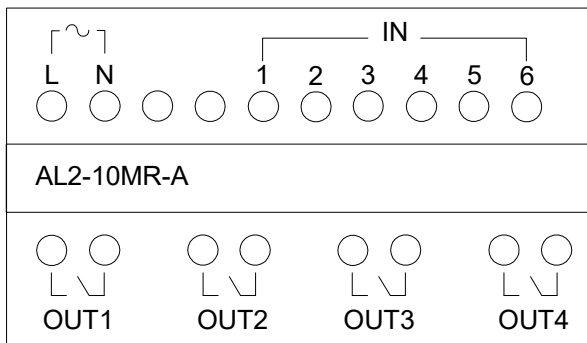 IN
L N 1 2 3 4 5 6
AL2-10MR-A
OUT1 OUT2 OUT3 OUT4